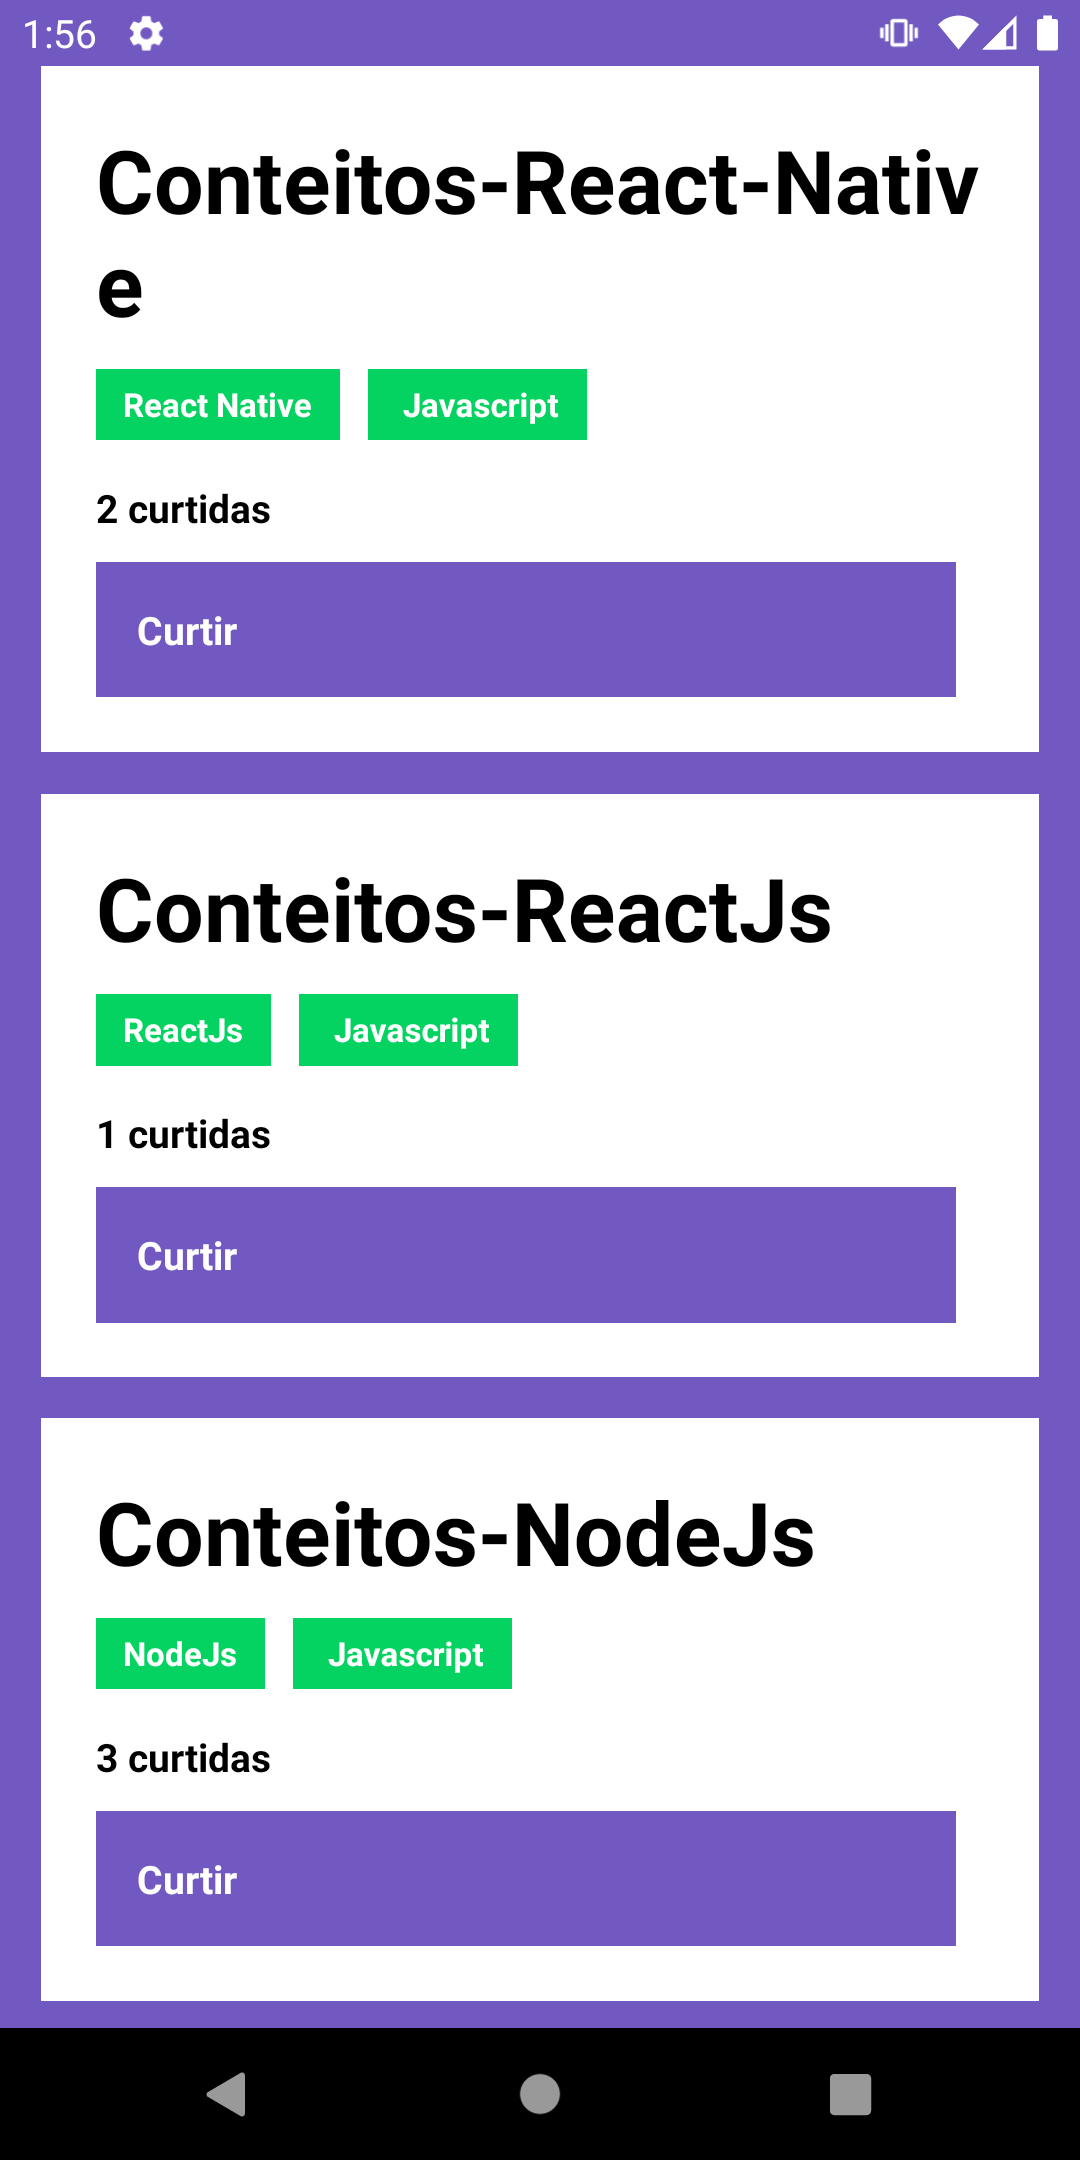 1:56
Conteitos-React-Nativ
e
React Native Javascript
2 curtidas
Curtir
Conteitos-ReactJs
ReactJs Javascript
1 curtidas
Curtir
Conteitos-NodeJs
NodeJs Javascript
3 curtidas
Curtir